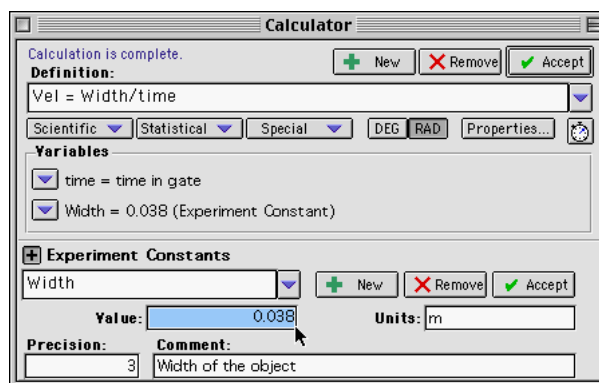 Calculator
Calculation is complete.
Definition:
New Remove Accept
Vel = Width/time
Scientific Statistical Special DEG RAD Properties...
Variables
time = time in gate
Width = 0.038 (Experiment Constant)
Experiment Constants
Width New Remove Accept
Value: 0.038 Units: m
Precision: Comment:
3 Width of the object